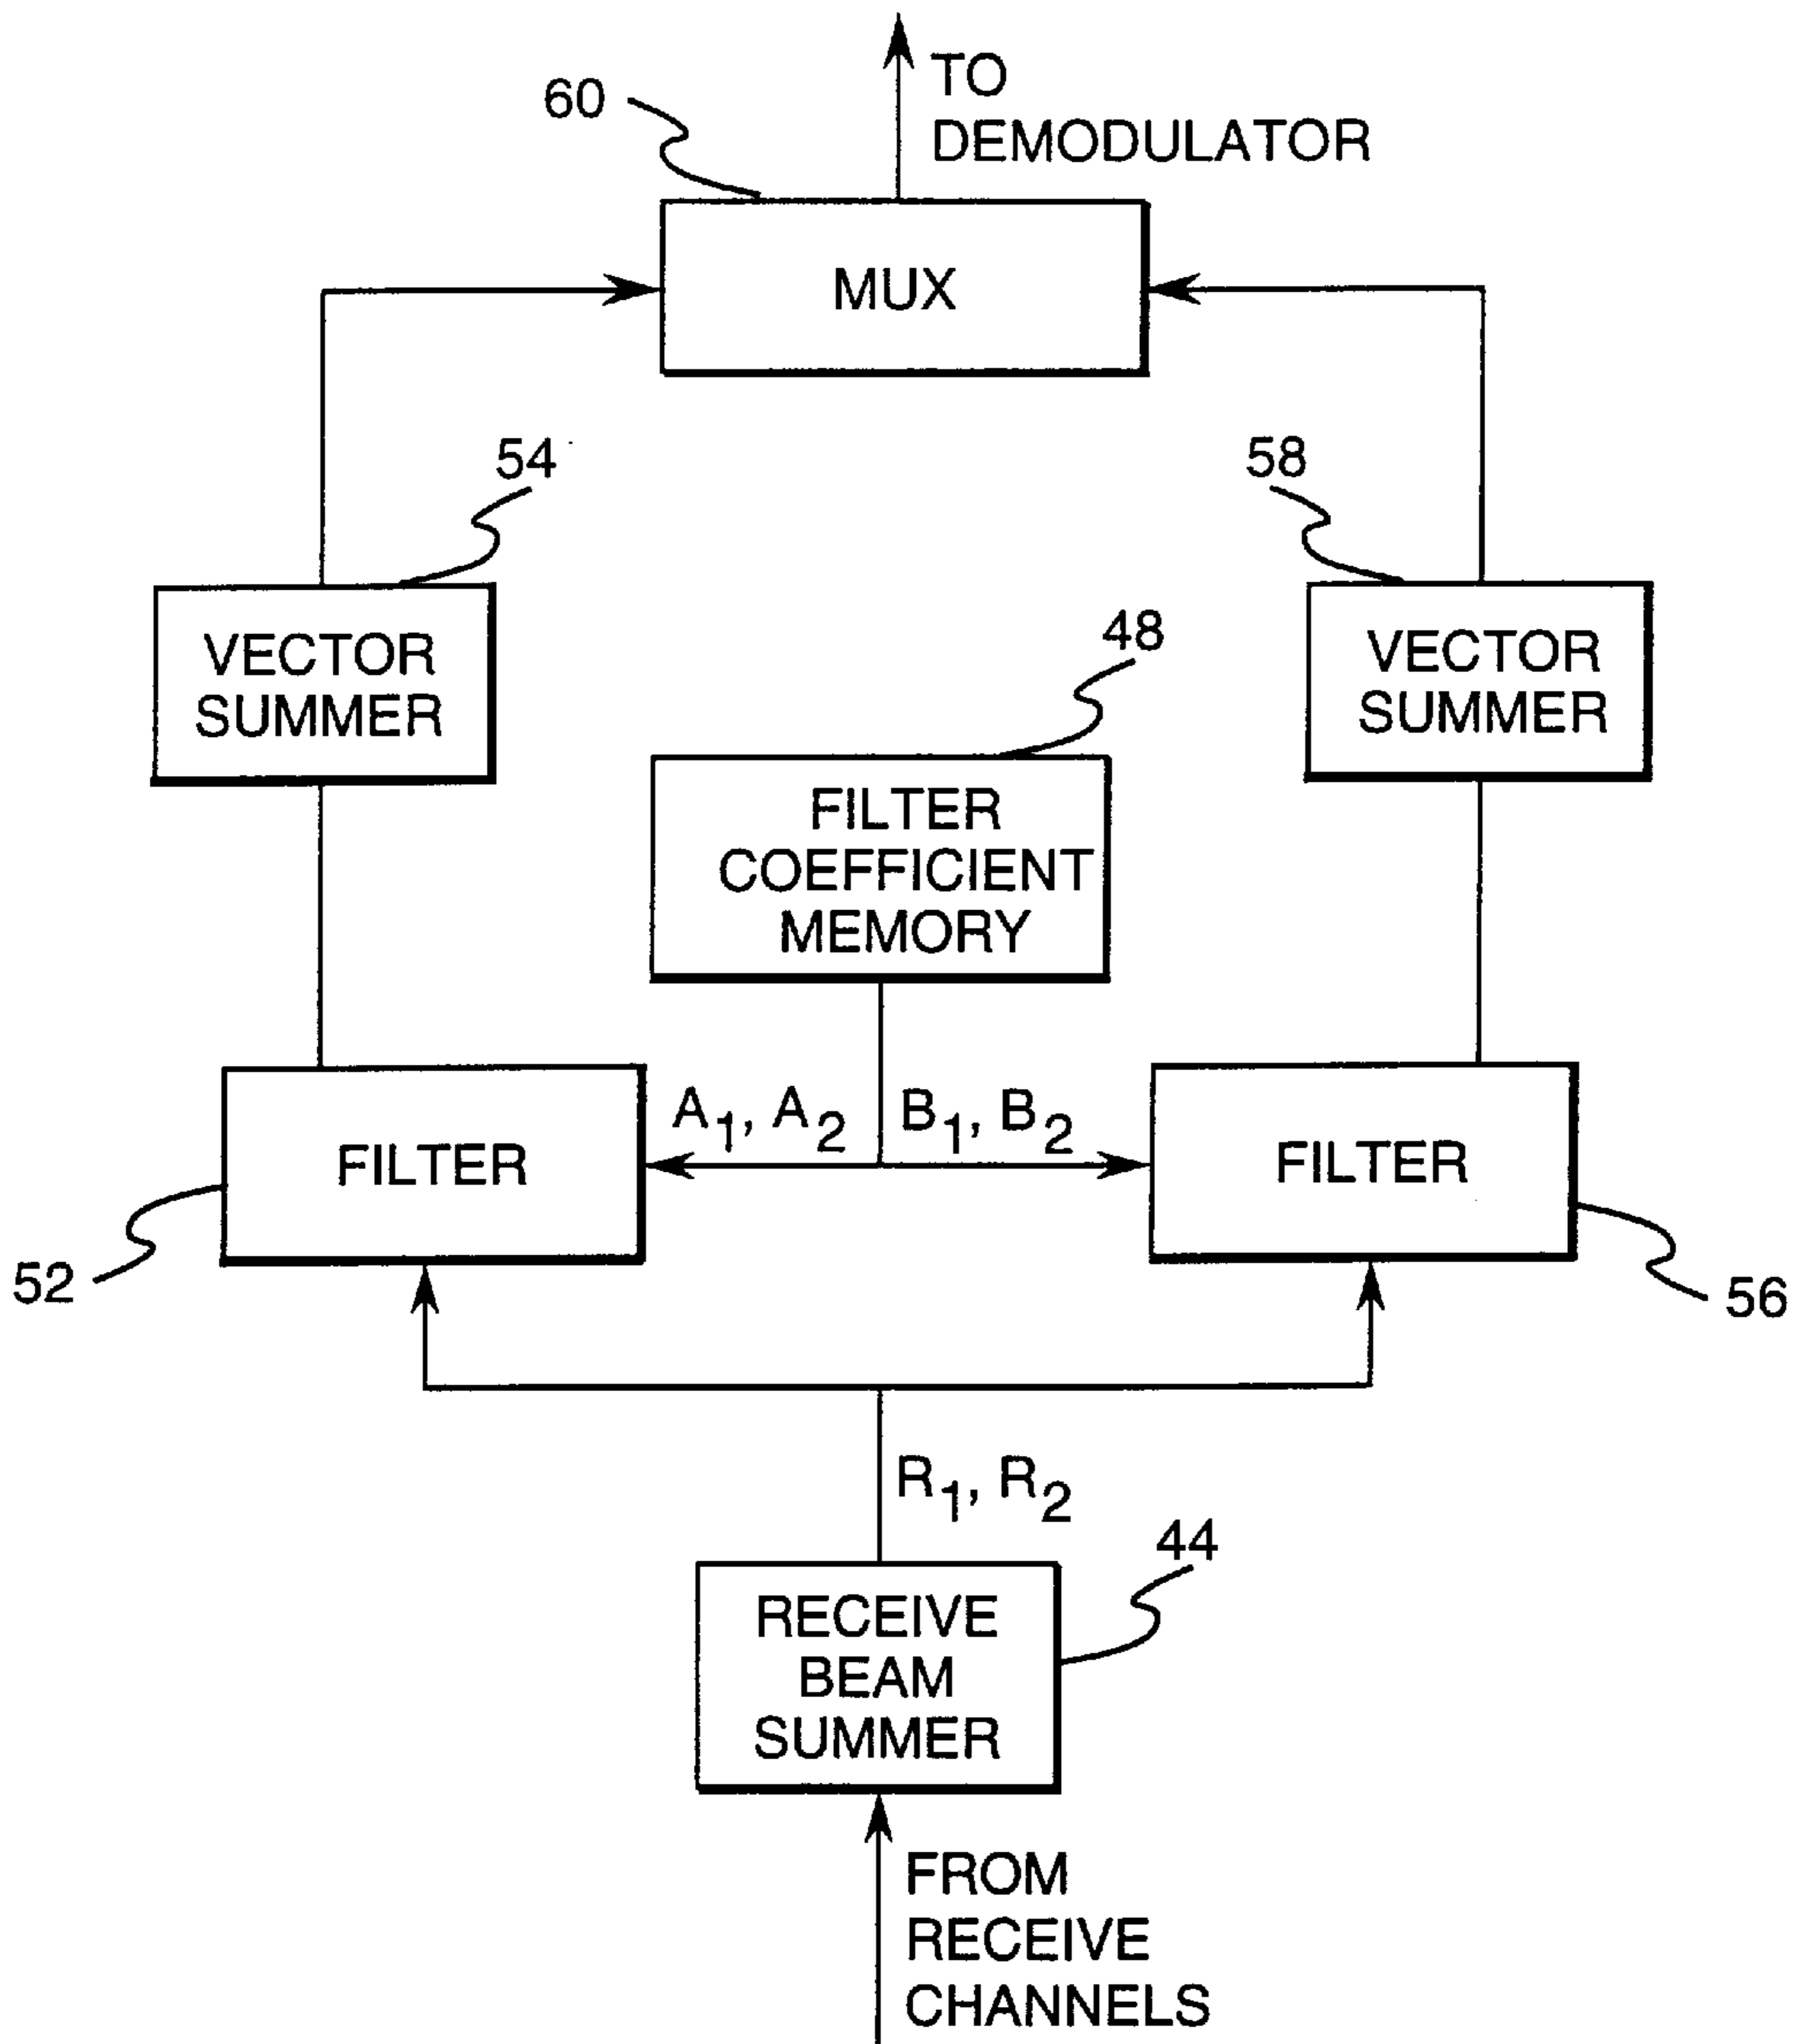 TO
DEMODULATOR
60
MUX
54
58
VECTOR
SUMMER
48
VECTOR
SUMMER
FILTER
COEFFICIENT
MEMORY
A1, A2
B1, B2
FILTER
FILTER
52
56
R1, R2
44
RECEIVE
BEAM
SUMMER
FROM
RECEIVE
CHANNELS